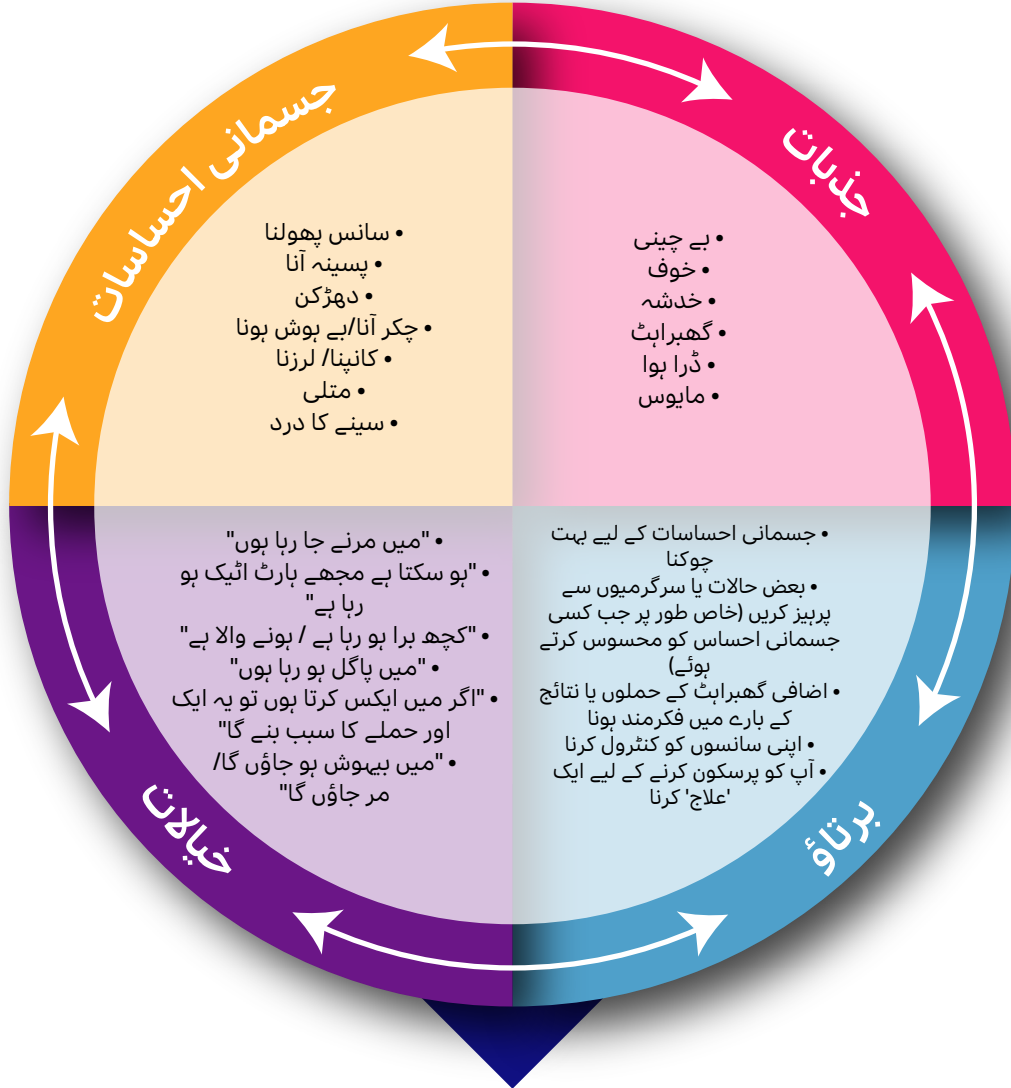 جذبات
• بے چینی
• خوف
• خدشہ
• گھبراہٹ
• ڈرا ہوا
• مایوس
جسمانی احساسات
• سانس پھولنا
• پسینہ آنا
• دھڑکن
• چکر آنا/بے ہوش ہونا
• کانپنا/ لرزنا
• متلی
• سینے کا درد
برتاؤ
• جسمانی احساسات کے لیے بہت
چوکنا
• بعض حالات یا سرگرمیوں سے
پرہیز کریں (خاص طور پر جب کسی
جسمانی احساس کو محسوس کرتے
ہوئے)
• اضافی گھبراہٹ کے حملوں یا نتائج
کے بارے میں فکرمند ہونا
• اپنی سانسوں کو کنٹرول کرنا
• آپ کو پرسکون کرنے کے لیے ایک
'علاج' کرنا
خیالات
• "میں مرنے جا رہا ہوں"
• "ہو سکتا ہے مجھے ہارٹ اٹیک ہو
رہا ہے"
• "کچھ برا ہو رہا ہے / ہونے والا ہے"
• "میں پاگل ہو رہا ہوں"
• "اگر میں ایکس کرتا ہوں تو یہ ایک
اور حملے کا سبب بنے گا"
• "میں بیہوش ہو جاؤں گا/
مر جاؤں گا"